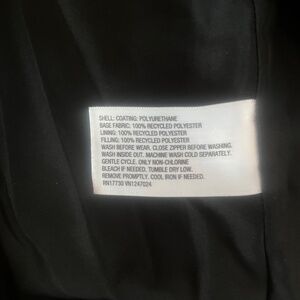 SHELL: COATING: POLYURETHANE
BASE FABRIC: 100% RECYCLED POLYESTER
LINING: 100% RECYCLED POLYESTER
FILLING: 100% RECYCLED POLYESTER
WASH BEFORE WEAR. CLOSE ZIPPER BEFORE WASHING.
WASH INSIDE OUT. MACHINE WASH COLD SEPARATELY.
GENTLE CYCLE. ONLY NON-CHLORINE
BLEACH IF NEEDED. TUMBLE DRY LOW.
REMOVE PROMPTLY. COOL IRON IF NEEDED.
RN17730 VN1247024